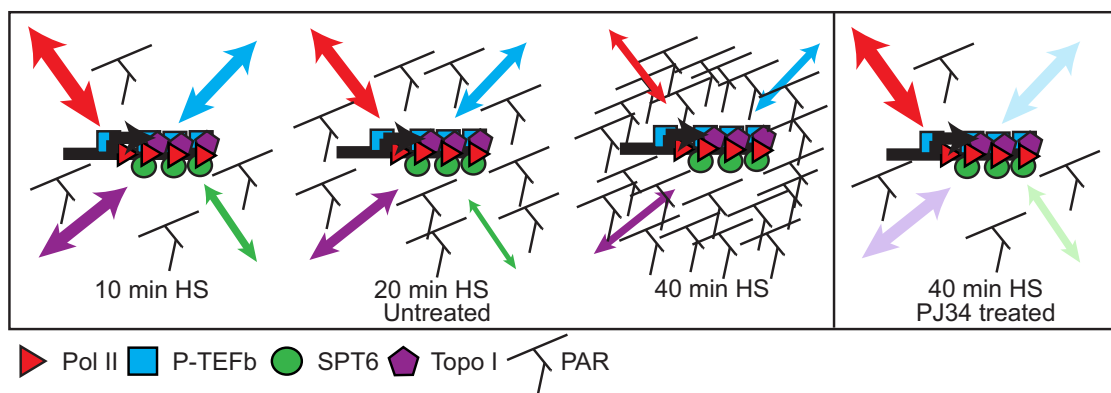 10 min HS
20 min HS
Untreated
40 min HS
40 min HS
PJ34 treated
Pol II P-TEFb SPT6 Topo I PAR